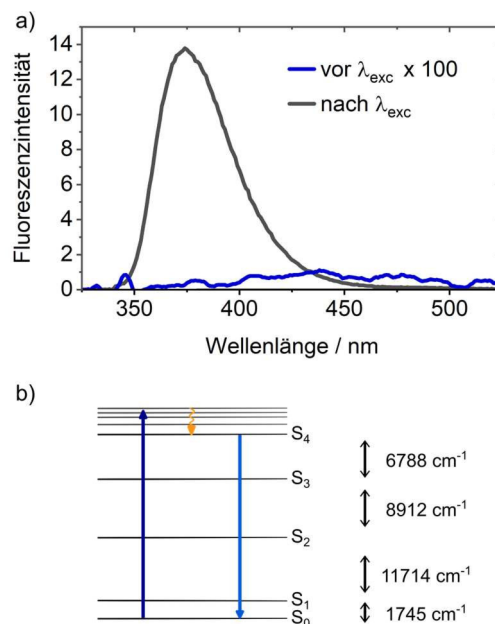 a)
14
12
10
8
6
4
2
0
Fluoreszenzintensität
vor λexc x 100
nach λexc
350
400
450
500
Wellenlänge / nm
b)
S4
6788 cm-1
S3
8912 cm-1
S2
11714 cm-1
S1
1745 cm-1
S0